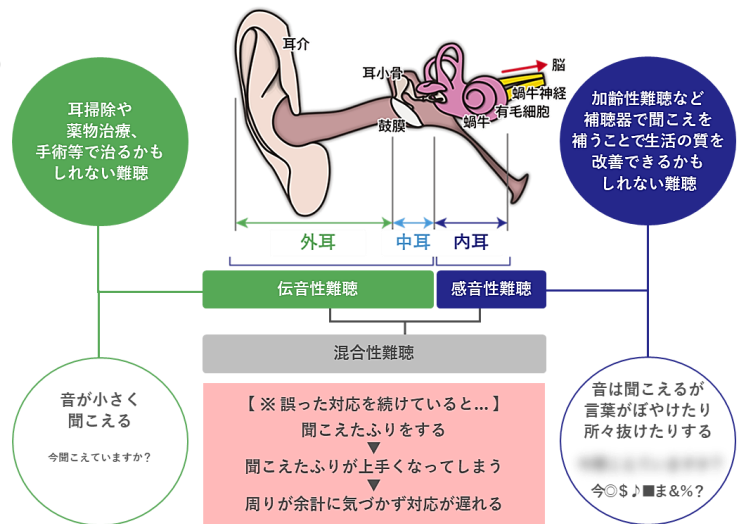 耳介
耳小骨
脳
蝸牛神経
有毛細胞
蝸牛
鼓膜
耳掃除や
薬物治療、
手術等で治るかも
しれない難聴
加齢性難聴など
補聴器で聞こえを
補うことで生活の質を
改善できるかも
しれない難聴
外耳
中耳
内耳
伝音性難聴
感音性難聴
混合性難聴
音が小さく
聞こえる
今聞こえていますか?
【 ※ 誤った対応を続けていると... 】
聞こえたふりをする
▼
聞こえたふりが上手くなってしまう
▼
周りが余計に気づかず対応が遅れる
音は聞こえるが
言葉がぼやけたり
所々抜けたりする
今◎$♪■ま&%?